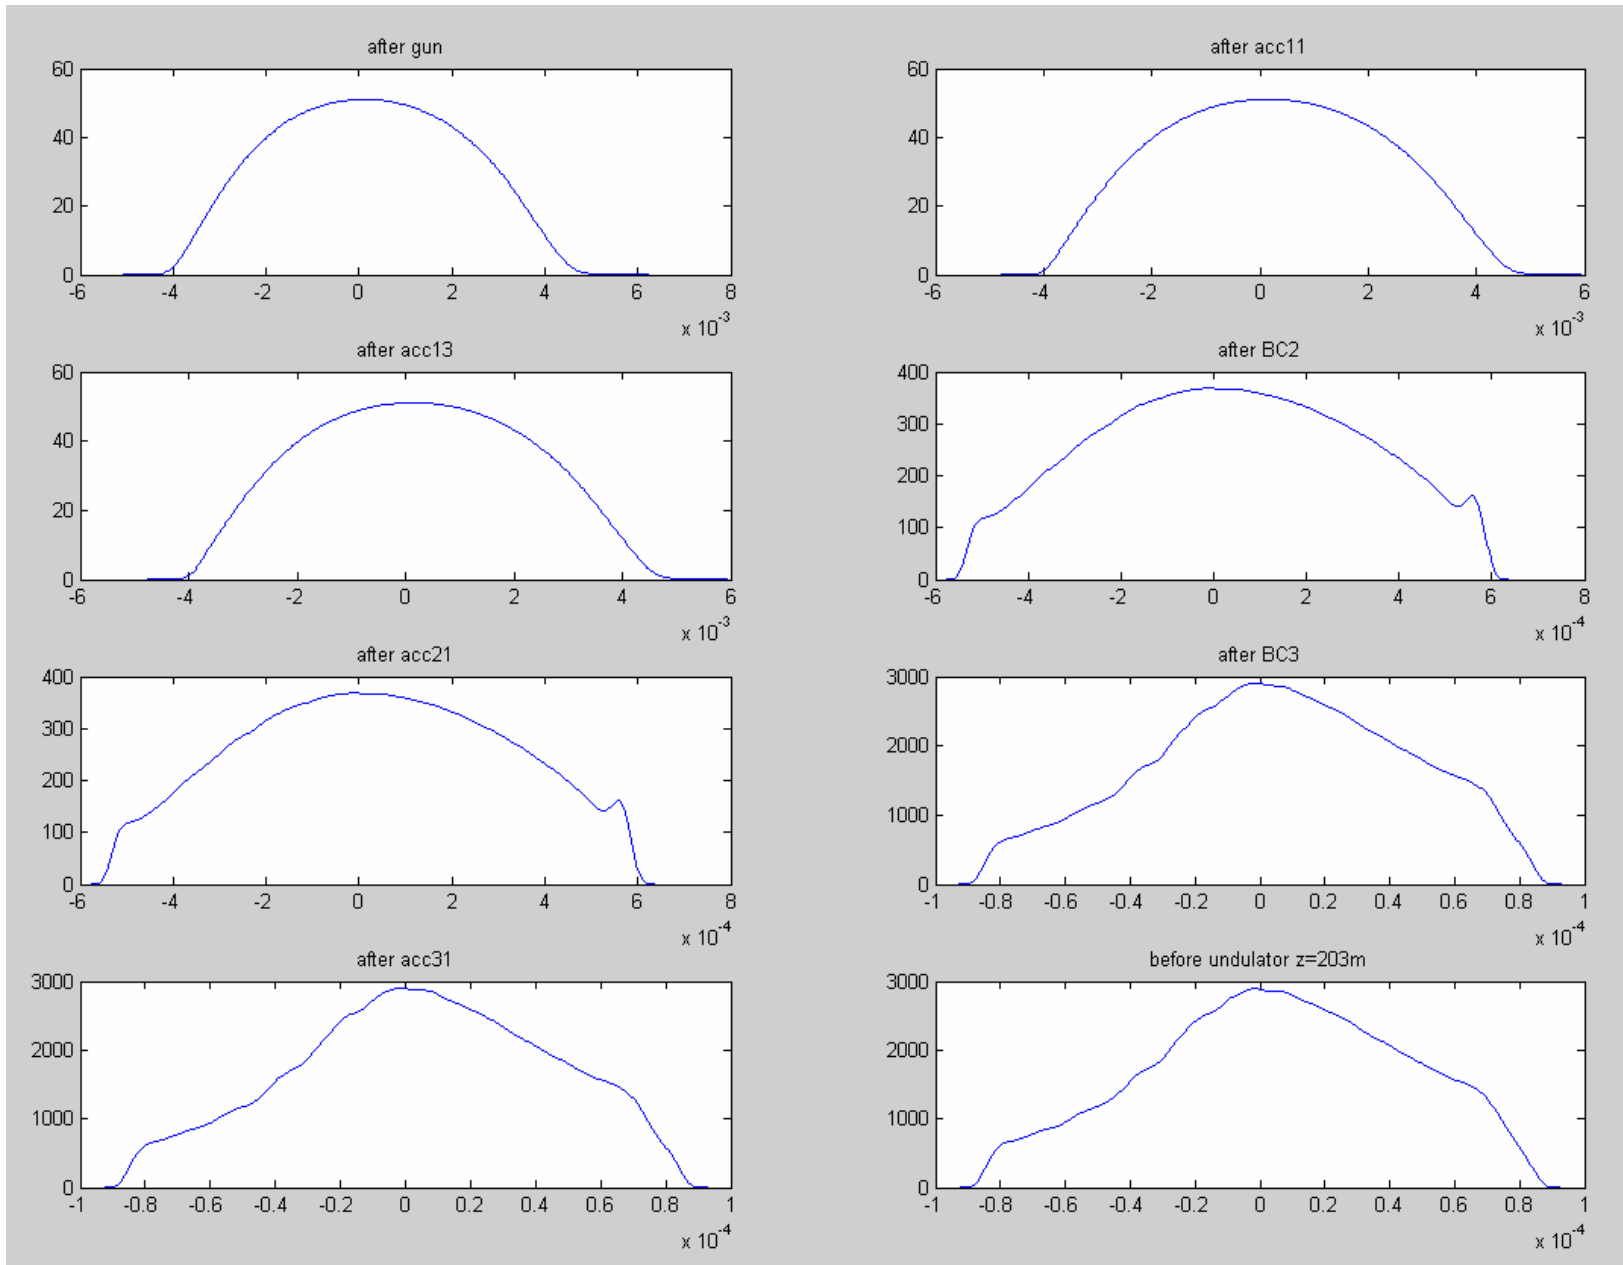 after gun
60
40
20
0
-6 -4 -2 0 2 4 6 8
x 10^-3
after acc11
60
40
20
0
-6 -4 -2 0 2 4 6
x 10^-3
after acc13
60
40
20
0
-6 -4 -2 0 2 4 6
x 10^-3
after BC2
400
300
200
100
0
-6 -4 -2 0 2 4 6 8
x 10^-4
after acc21
400
300
200
100
0
-6 -4 -2 0 2 4 6 8
x 10^-4
after BC3
3000
2000
1000
0
-1 -0.8 -0.6 -0.4 -0.2 0 0.2 0.4 0.6 0.8 1
x 10^-4
after acc31
3000
2000
1000
0
-1 -0.8 -0.6 -0.4 -0.2 0 0.2 0.4 0.6 0.8 1
x 10^-4
before undulator z=203m
3000
2000
1000
0
-1 -0.8 -0.6 -0.4 -0.2 0 0.2 0.4 0.6 0.8 1
x 10^-4